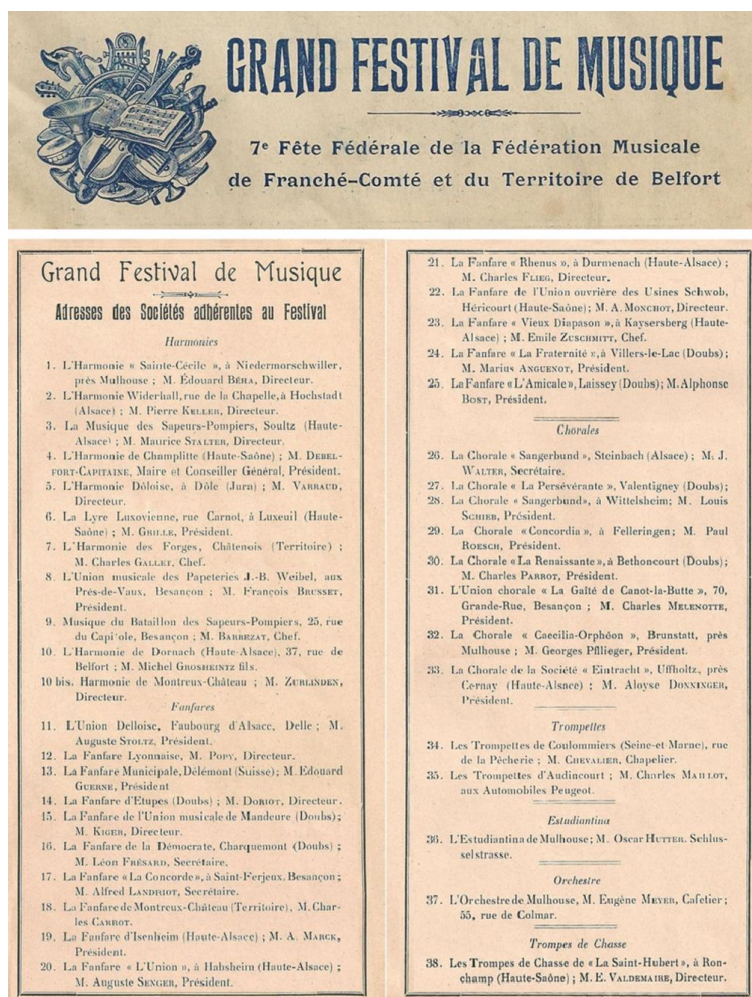 GRAND FESTIVAL DE MUSIQUE
7e Fête Fédérale de la Fédération Musicale
de Franché-Comté et du Territoire de Belfort
Grand Festival de Musique
Adresses des Sociétés adhérentes au Festival
Harmonies
1. L'Harmonie « Sainte-Cécile », à Niedermorschwiller,
près Mulhouse ; M. Édouard BÉHA, Directeur.
2. L'Harmonie Widerhall, rue de la Chapelle, à Hochstadt
(Alsace) ; M. Pierre KELLER, Directeur.
3. La Musique des Sapeurs-Pompiers, Soultz (Haute-
Alsace) ; M. Maurice STALTER, Directeur.
4. L'Harmonie de Champlitte (Haute-Saône) ; M. DEBEL-
FORT-CAPITAINE, Maire et Conseiller Général, Président.
5. L'Harmonie Dôloise, à Dôle (Jura) ; M. VARRAUD,
Directeur.
6. La Lyre Luxovienne, rue Carnot, à Luxeuil (Haute-
Saône) ; M. GRILLE, Président.
7. L'Harmonie des Forges, Châtenois (Territoire) ;
M. Charles GALLET, Chef.
8. L'Union musicale des Papeteries J.-B. Weibel, aux
Prés-de-Vaux, Besançon ; M. François BRUSSET,
Président.
9. Musique du Bataillon des Sapeurs-Pompiers, 25, rue
du Capitole, Besançon ; M. BARBEZAT, Chef.
10. L'Harmonie de Dornach (Haute-Alsace), 37, rue de
Belfort ; M. Michel GROSHEINTZ fils.
10 bis. Harmonie de Montreux-Château ; M. ZURLINDEN,
Directeur.
Fanfares
11. L'Union Delloise, Faubourg d'Alsace, Delle ; M.
Auguste STOLTZ, Président.
12. La Fanfare Lyonnaise, M. POPY, Directeur.
13. La Fanfare Municipale, Délémont (Suisse) ; M. Edouard
GUERNE, Président
14. La Fanfare d'Etupes (Doubs) ; M. DORIOT, Directeur.
15. La Fanfare de l'Union musicale de Mandeure (Doubs) ;
M. KIGER, Directeur.
16. La Fanfare de la Démocrate, Charquemont (Doubs) ;
M. Léon FRÉSARD, Secrétaire.
17. La Fanfare « La Concorde », à Saint-Ferjeux, Besançon ;
M. Alfred LANDRIOT, Secrétaire.
18. La Fanfare de Montreux-Château (Territoire), M. Char-
les CARROT.
19. La Fanfare d'Isenheim (Haute-Alsace) ; M. A. MARCK,
Président.
20. La Fanfare « L'Union », à Habsheim (Haute-Alsace) ;
M. Auguste SENGER, Président.
21. La Fanfare « Rhenus », à Durmenach (Haute-Alsace) ;
M. Charles FLIEG, Directeur.
22. La Fanfare de l'Union ouvrière des Usines Schwob,
Héricourt (Haute-Saône) ; M. A. MONCHOT, Directeur.
23. La Fanfare « Vieux Diapason », à Kaysersberg (Haute-
Alsace) ; M. Emile ZUSCHMITT, Chef.
24. La Fanfare « La Fraternité », à Villers-le-Lac (Doubs) ;
M. Marius ANGUENOT, Président.
25. La Fanfare « L'Amicale », Laissey (Doubs) ; M. Alphonse
BOST, Président.
Chorales
26. La Chorale « Sangerbund », Steinbach (Alsace) ; M. J.
WALTER, Secrétaire.
27. La Chorale « La Persévérante », Valentigney (Doubs) ;
28. La Chorale « Sangerbund », à Wittelsheim ; M. Louis
SCHIEB, Président.
29. La Chorale « Concordia », à Felleringen ; M. Paul
ROESCH, Président.
30. La Chorale « La Renaissante », à Bethoncourt (Doubs) ;
M. Charles PARROT, Président.
31. L'Union chorale « La Gaîté de Canot-la-Butte », 70,
Grande-Rue, Besançon ; M. Charles MELENOTTE,
Président.
32. La Chorale « Caecilia-Orphéon », Brunstatt, près
Mulhouse ; M. Georges Pfllieger, Président.
33. La Chorale de la Société « Eintracht », Uffholtz, près
Cernay (Haute-Alsace) ; M. Aloyse DONNINGER,
Président.
Trompettes
34. Les Trompettes de Coulommiers (Seine-et Marne), rue
de la Pêcherie ; M. CHEVALIER, Chapelier.
35. Les Trompettes d'Audincourt ; M. Charles MAILLOT,
aux Automobiles Peugeot.
Estudiantina
36. L'Estudiantina de Mulhouse ; M. Oscar HUTTER. Schlus-
selstrasse.
Orchestre
37. L'Orchestre de Mulhouse, M. Eugène MEYER, Cafetier ;
55, rue de Colmar.
Trompes de Chasse
38. Les Trompes de Chasse de « La Saint-Hubert », à Ron-
champ (Haute-Saône) ; M. E. VALDEMAIRE, Directeur.